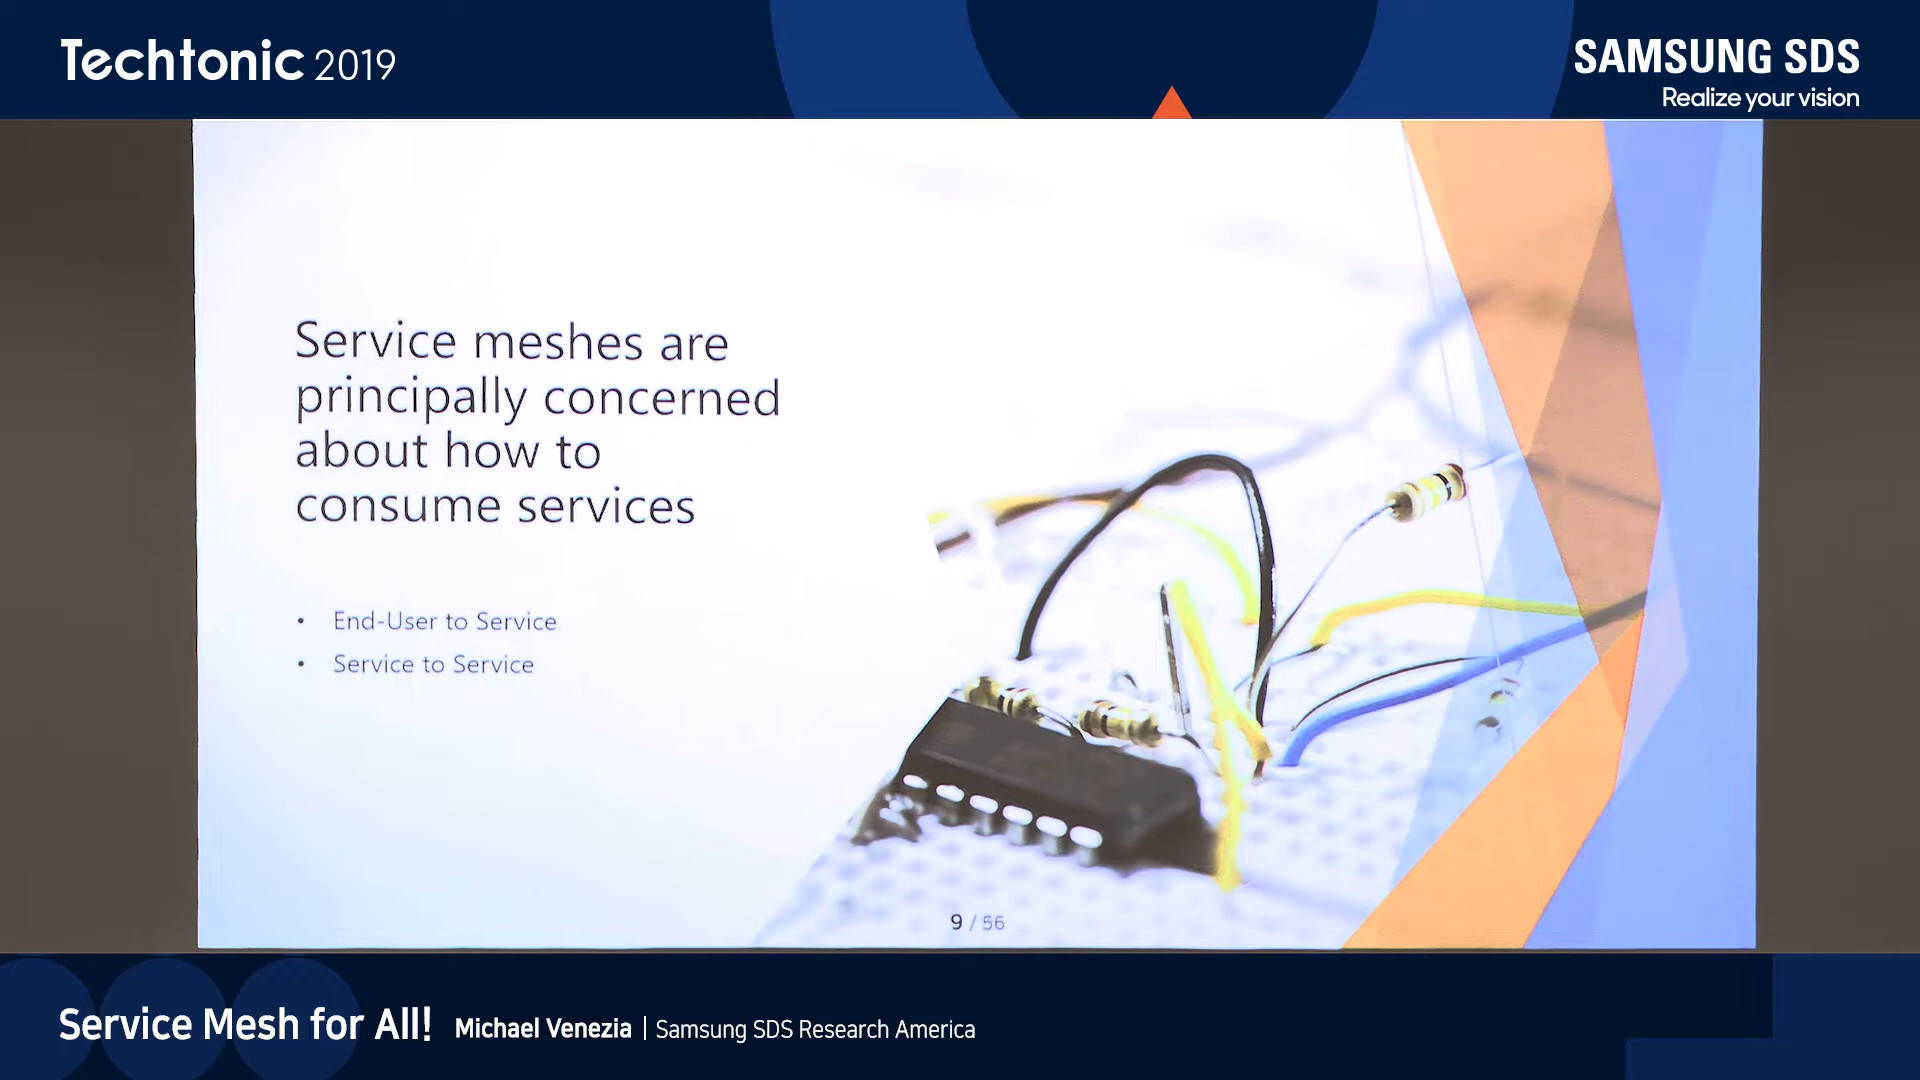 Techtonic 2019
SAMSUNG SDS
Realize your vision
Service meshes are
principally concerned
about how to
consume services
• End-User to Service
• Service to Service
9 / 56
Service Mesh for All! Michael Venezia | Samsung SDS Research America